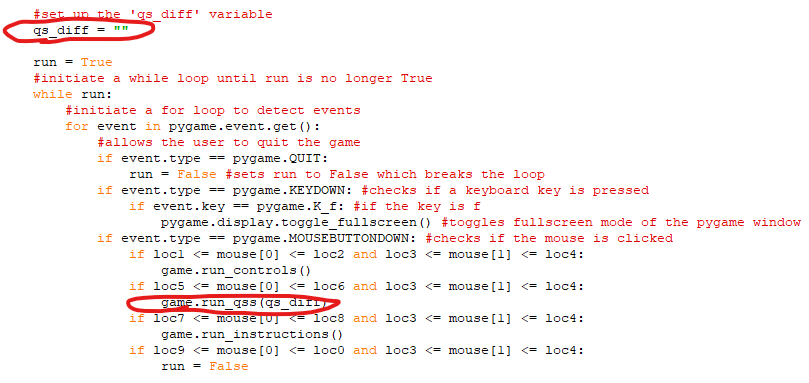 #set up the 'qs_diff' variable
qs_diff = ""
run = True
#initiate a while loop until run is no longer True
while run:
#initiate a for loop to detect events
for event in pygame.event.get():
#allows the user to quit the game
if event.type == pygame.QUIT:
run = False #sets run to False which breaks the loop
if event.type == pygame.KEYDOWN: #checks if a keyboard key is pressed
if event.key == pygame.K_f: #if the key is f
pygame.display.toggle_fullscreen() #toggles fullscreen mode of the pygame window
if event.type == pygame.MOUSEBUTTONDOWN: #checks if the mouse is clicked
if loc1 <= mouse[0] <= loc2 and loc3 <= mouse[1] <= loc4:
game.run_controls()
if loc5 <= mouse[0] <= loc6 and loc3 <= mouse[1] <= loc4:
game.run_qss(qs_diff)
if loc7 <= mouse[0] <= loc8 and loc3 <= mouse[1] <= loc4:
game.run_instructions()
if loc9 <= mouse[0] <= loc0 and loc3 <= mouse[1] <= loc4:
run = False